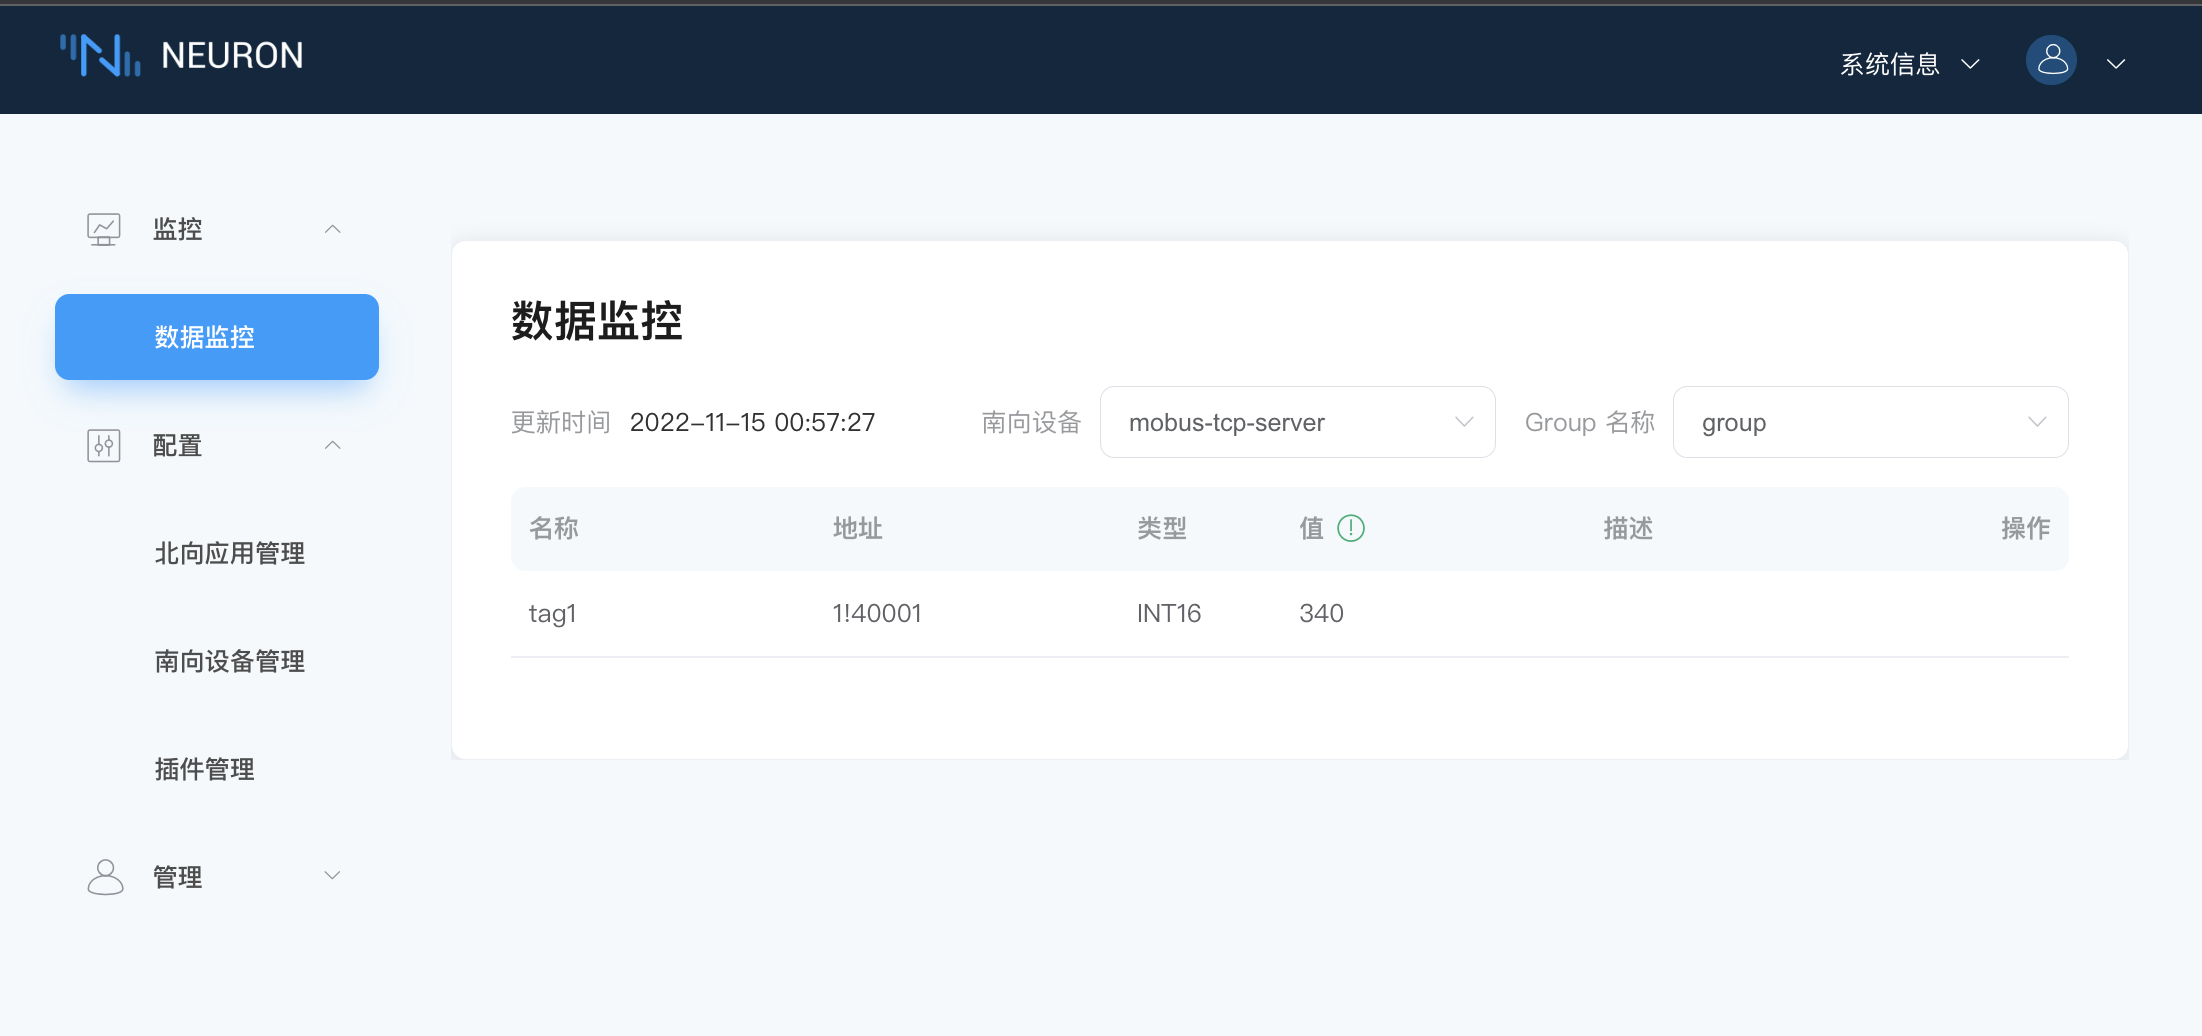 NEURON
系统信息
监控
数据监控
配置
北向应用管理
南向设备管理
插件管理
管理
数据监控
更新时间 2022-11-15 00:57:27 南向设备 mobus-tcp-server Group 名称 group
名称 地址 类型 值 描述 操作
tag1 1!40001 INT16 340